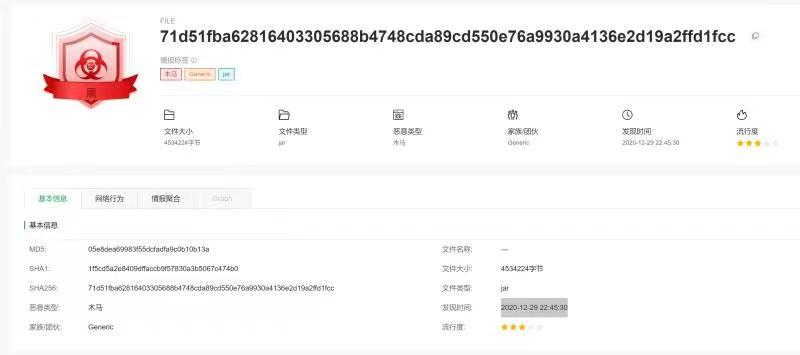 FILE
71d51fba62816403305688b4748cda89cd550e76a9930a4136e2d19a2ffd1fcc
情报标签
木马 Generic jar
黑
文件大小 文件类型 恶意类型 家族/团伙 发现时间 流行度
4534224字节 jar 木马 Generic 2020-12-29 22:45:30
基本信息 网络行为 情报聚合 Graph
基本信息
MD5: 05e8dea69983f55dcfadfa9c0b10b13a 文件名称: ---
SHA1: 1f5cd5a2e8409dffaccb9f57830a3b5067c474b0 文件大小: 4534224字节
SHA256: 71d51fba62816403305688b4748cda89cd550e76a9930a4136e2d19a2ffd1fcc 文件类型: jar
恶意类型: 木马 发现时间: 2020-12-29 22:45:30
家族/团伙: Generic 流行度: